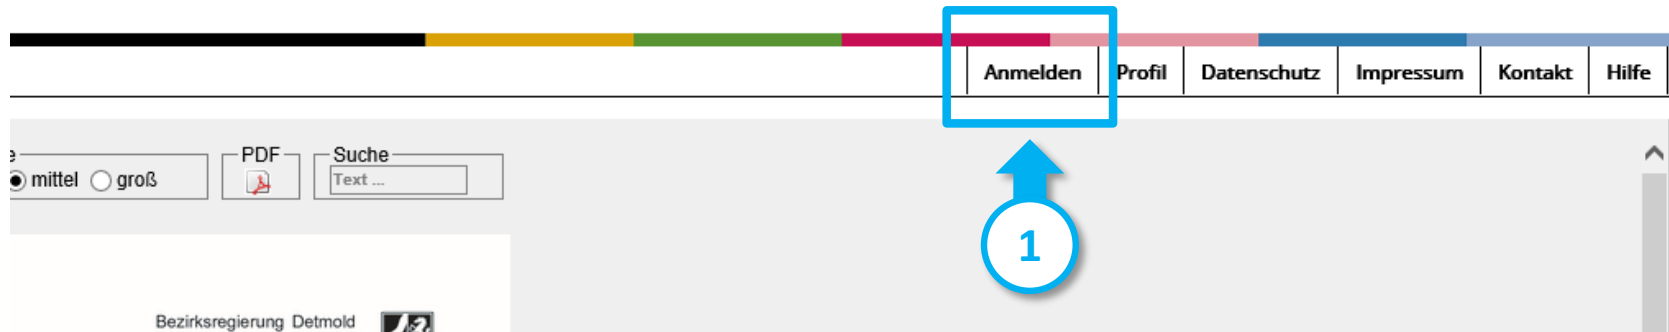 Anmelden Profil Datenschutz Impressum Kontakt Hilfe
PDF Suche
mittel groß Text ...
1
Bezirksregierung Detmold